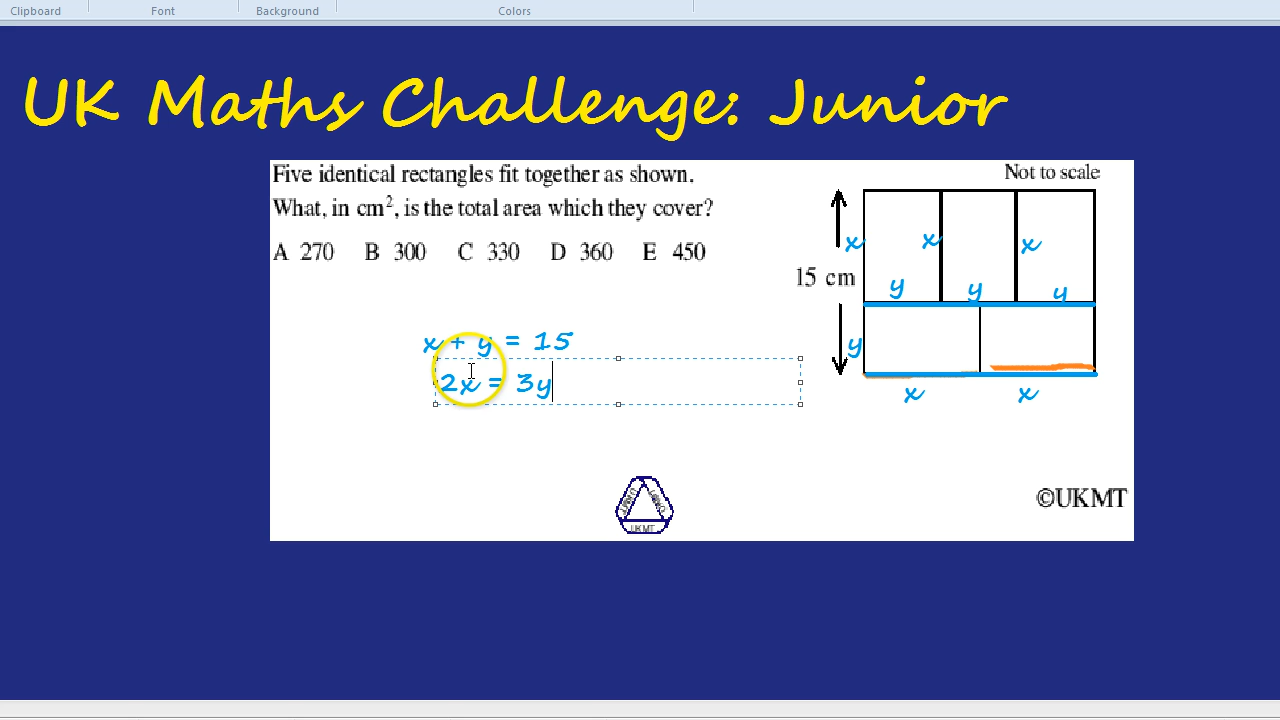 Clipboard Font Background Colors
UK Maths Challenge: Junior
Five identical rectangles fit together as shown. Not to scale
What, in cm², is the total area which they cover?
A 270 B 300 C 330 D 360 E 450
x x x
15 cm
y y y
x + y = 15
y
2x = 3y
x x
UKMT
©UKMT